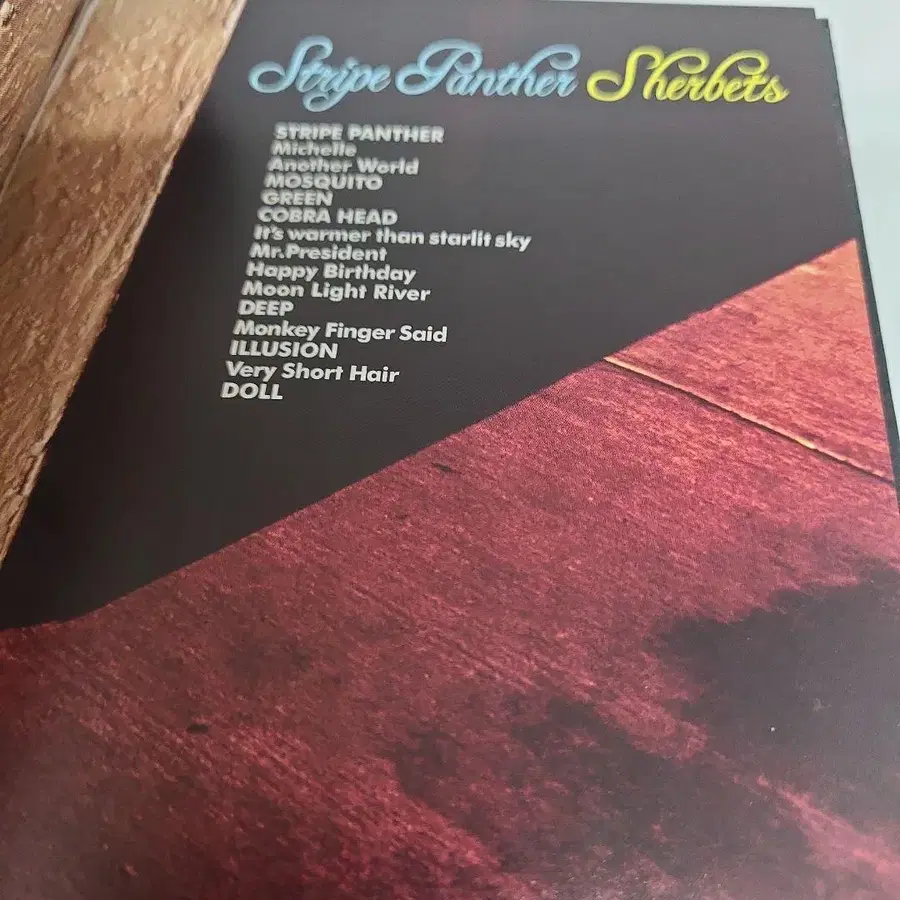 Stripe Panther Sherbets
STRIPE PANTHER
Michelle
Another World
MOSQUITO
GREEN
COBRA HEAD
It's warmer than starlit sky
Mr.President
Happy Birthday
Moon Light River
DEEP
Monkey Finger Said
ILLUSION
Very Short Hair
DOLL